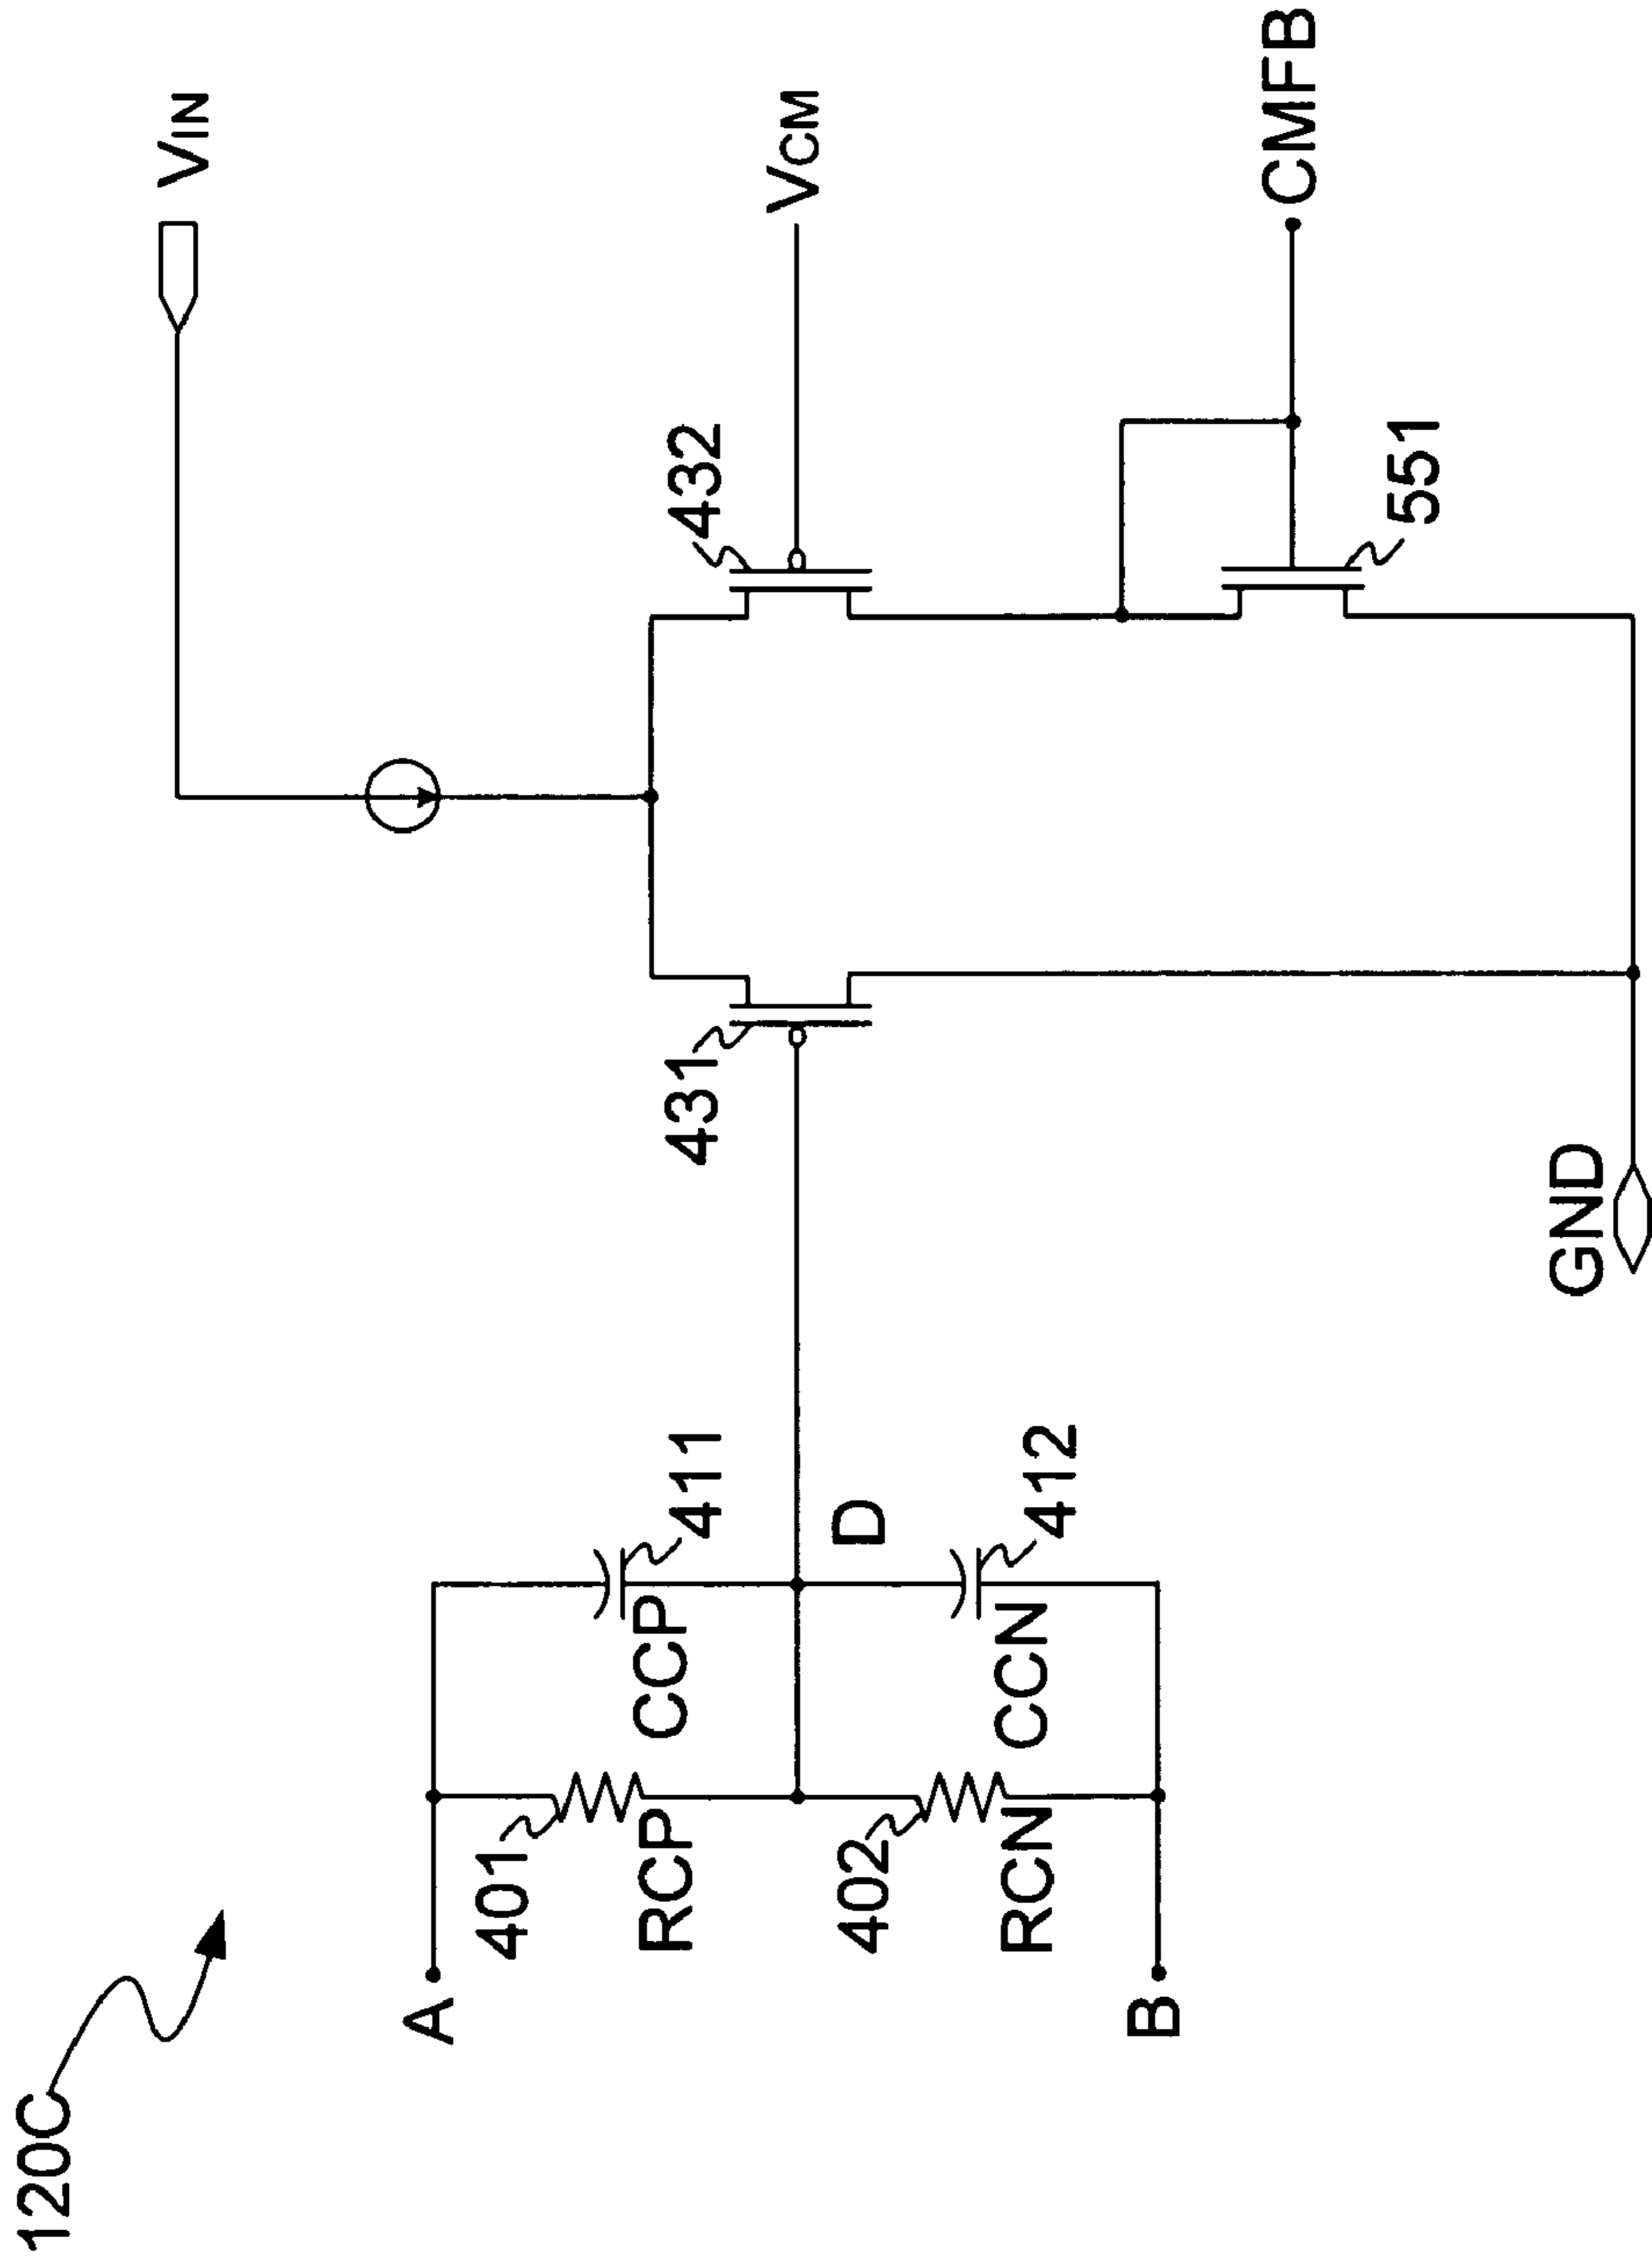 120C
VIN
A
401
RCP
CCP
411
431
432
VCM
D
402
RCN
CCN
412
B
CMFB
551
GND